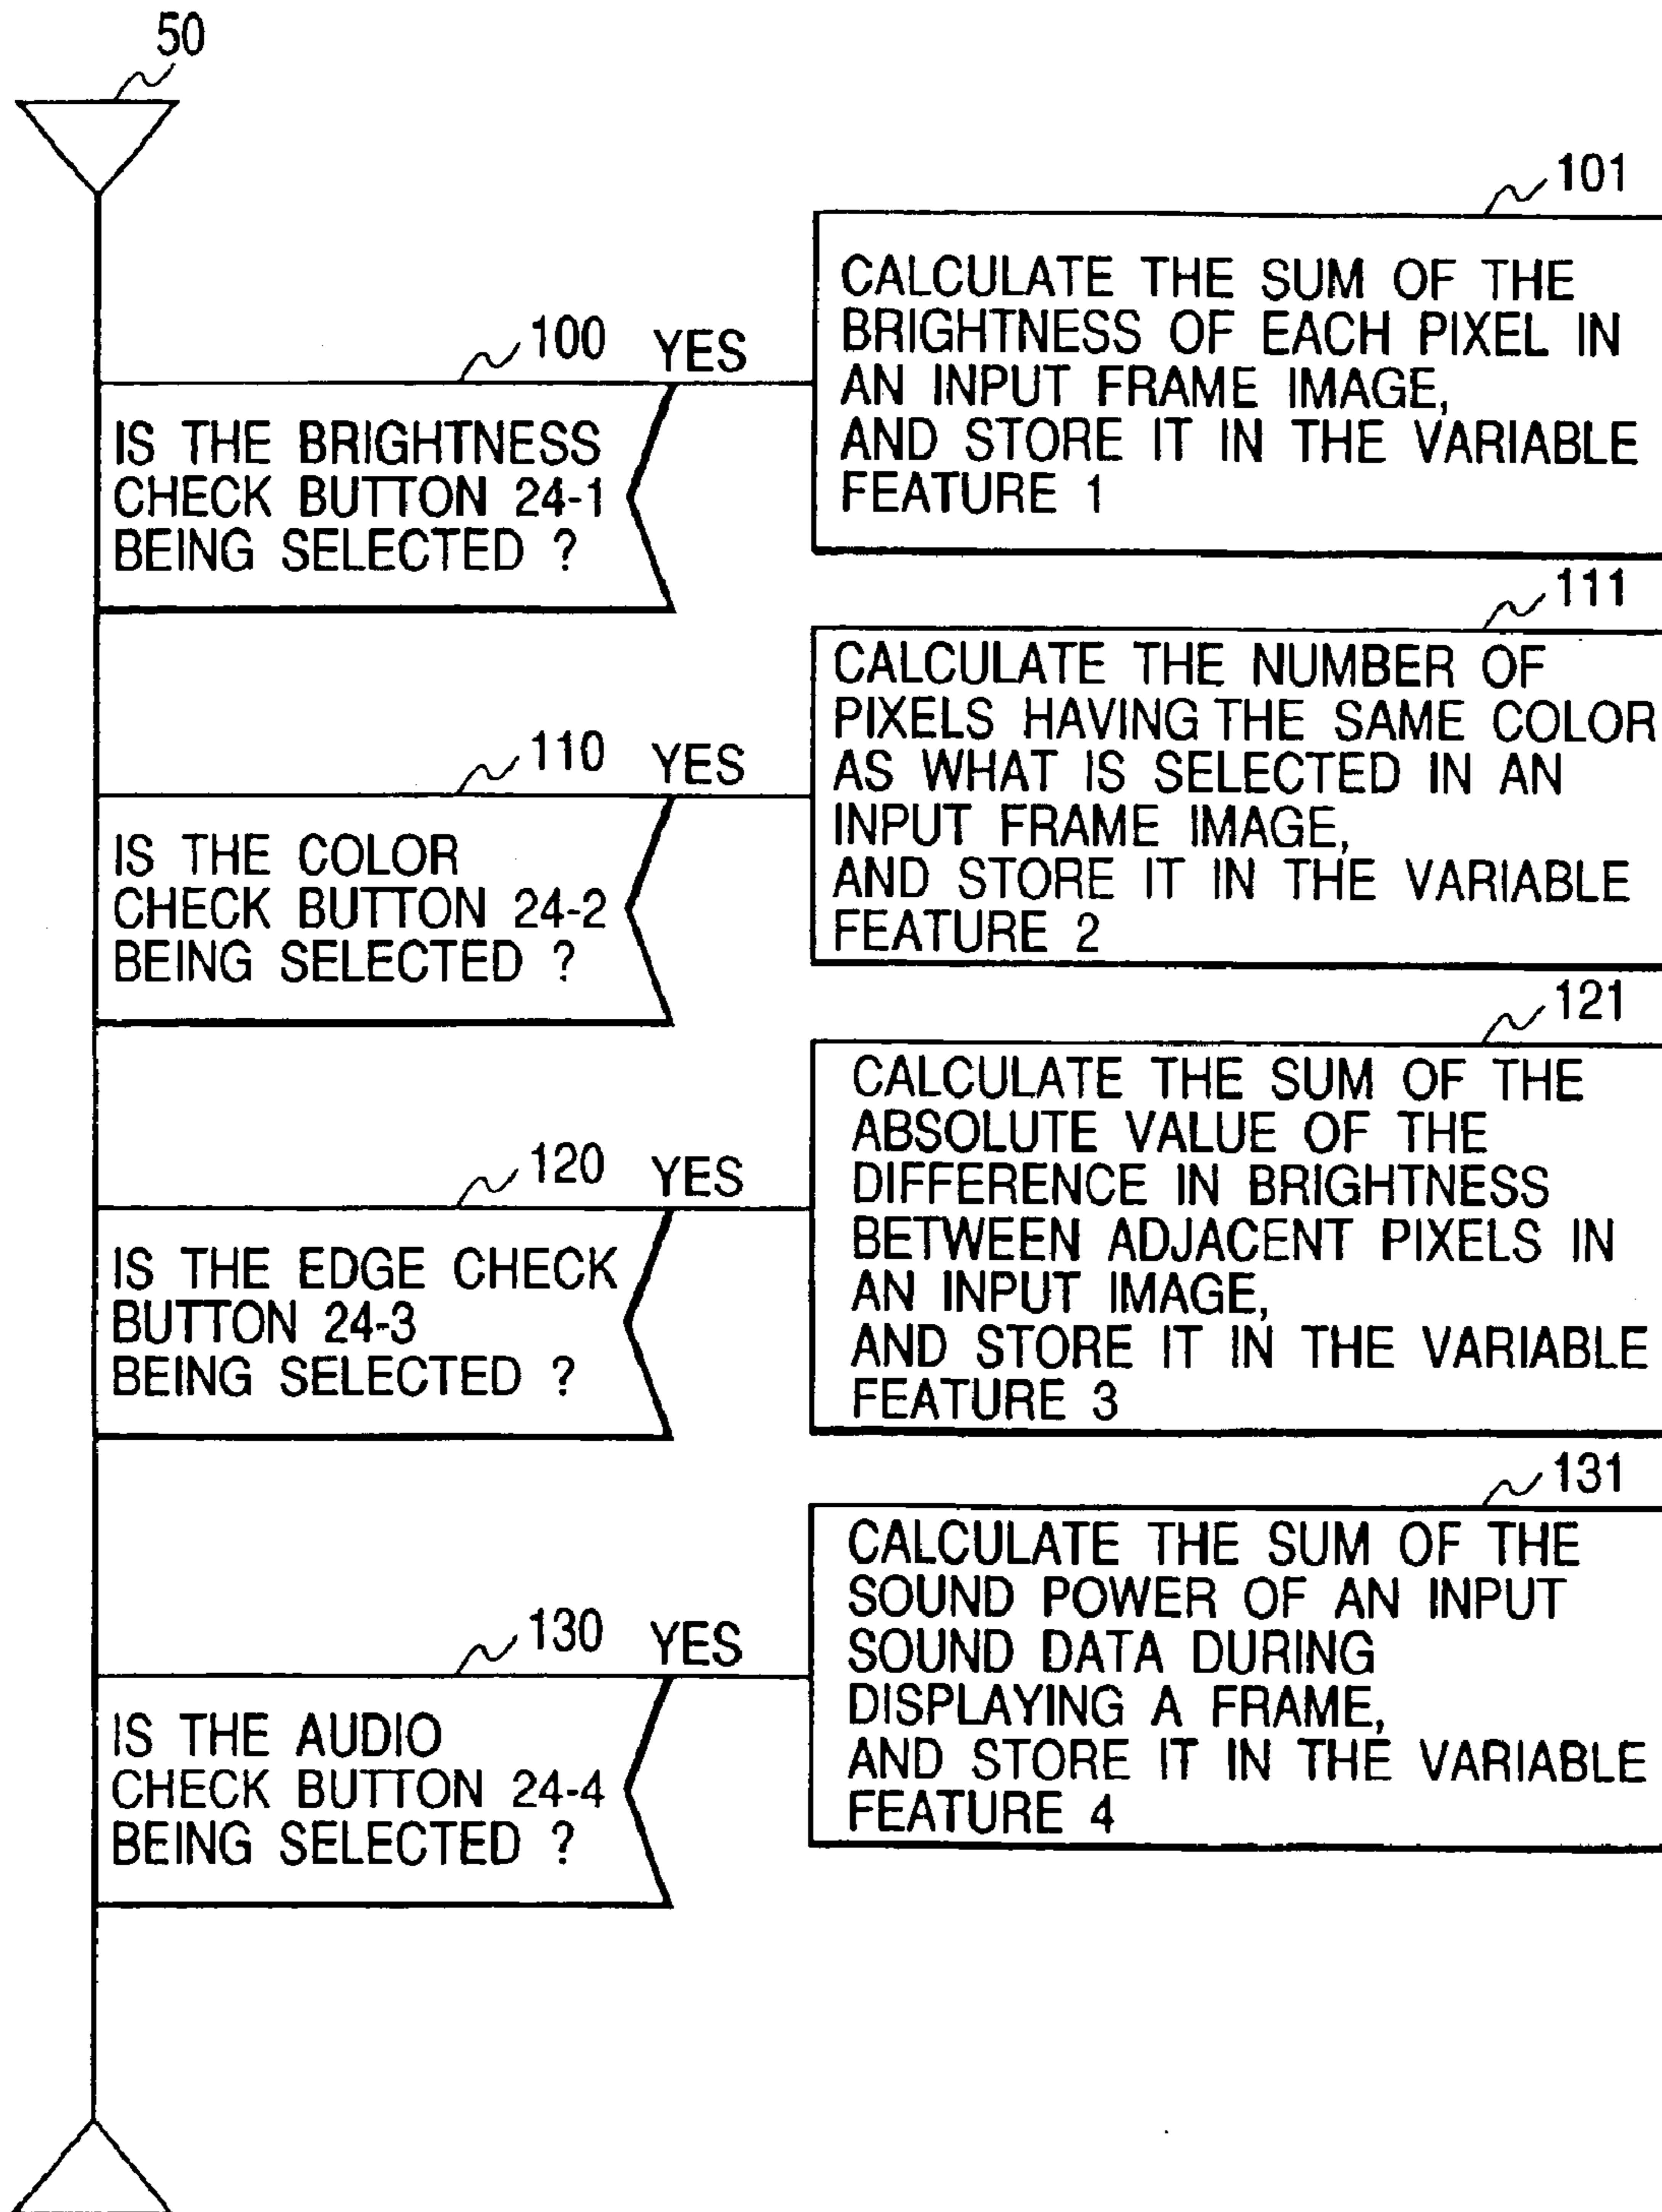 50
101
CALCULATE THE SUM OF THE
BRIGHTNESS OF EACH PIXEL IN
AN INPUT FRAME IMAGE,
AND STORE IT IN THE VARIABLE
FEATURE 1
100 YES
IS THE BRIGHTNESS
CHECK BUTTON 24-1
BEING SELECTED ?
111
CALCULATE THE NUMBER OF
PIXELS HAVING THE SAME COLOR
AS WHAT IS SELECTED IN AN
INPUT FRAME IMAGE,
AND STORE IT IN THE VARIABLE
FEATURE 2
110 YES
IS THE COLOR
CHECK BUTTON 24-2
BEING SELECTED ?
121
CALCULATE THE SUM OF THE
ABSOLUTE VALUE OF THE
DIFFERENCE IN BRIGHTNESS
BETWEEN ADJACENT PIXELS IN
AN INPUT IMAGE,
AND STORE IT IN THE VARIABLE
FEATURE 3
120 YES
IS THE EDGE CHECK
BUTTON 24-3
BEING SELECTED ?
131
CALCULATE THE SUM OF THE
SOUND POWER OF AN INPUT
SOUND DATA DURING
DISPLAYING A FRAME,
AND STORE IT IN THE VARIABLE
FEATURE 4
130 YES
IS THE AUDIO
CHECK BUTTON 24-4
BEING SELECTED ?